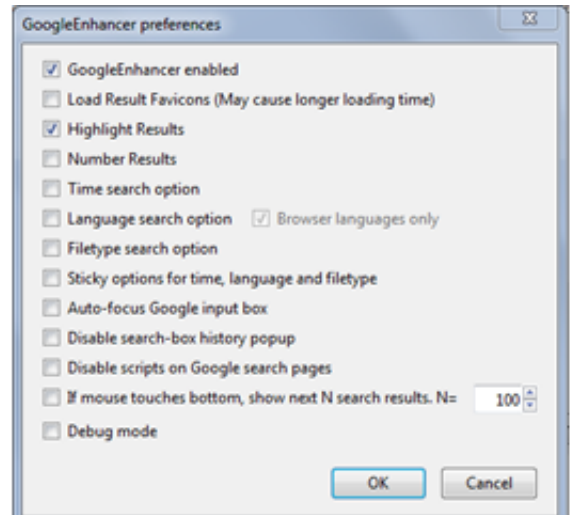 GoogleEnhancer preferences
GoogleEnhancer enabled
Load Result Favicons (May cause longer loading time)
Highlight Results
Number Results
Time search option
Language search option Browser languages only
Filetype search option
Sticky options for time, language and filetype
Auto-focus Google input box
Disable search-box history popup
Disable scripts on Google search pages
If mouse touches bottom, show next N search results. N= 100
Debug mode
OK Cancel